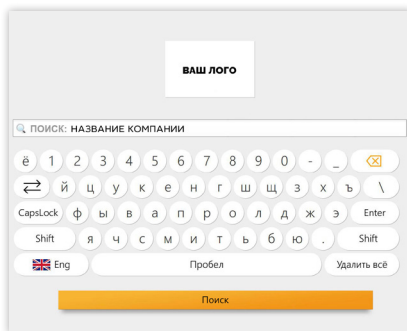 ВАШ ЛОГО
ПОИСК: НАЗВАНИЕ КОМПАНИИ
ё 1 2 3 4 5 6 7 8 9 0 - _
й ц у к е н г ш щ з х ъ \
CapsLock ф ы в а п р о л д ж э Enter
Shift я ч с м и т ь б ю . Shift
Eng Пробел Удалить всё
Поиск